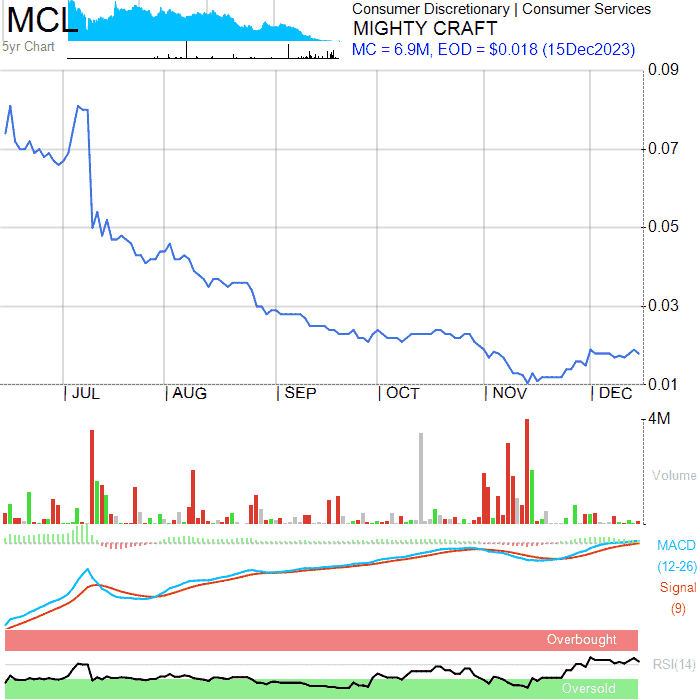 MCL
5yr Chart
Consumer Discretionary | Consumer Services
MIGHTY CRAFT
MC = 6.9M, EOD = $0.018 (15Dec2023)
0.09
0.07
0.05
0.03
0.01
JUL
AUG
SEP
OCT
NOV
DEC
4M
Volume
MACD
(12-26)
Signal
(9)
Overbought
RSI(14)
Oversold